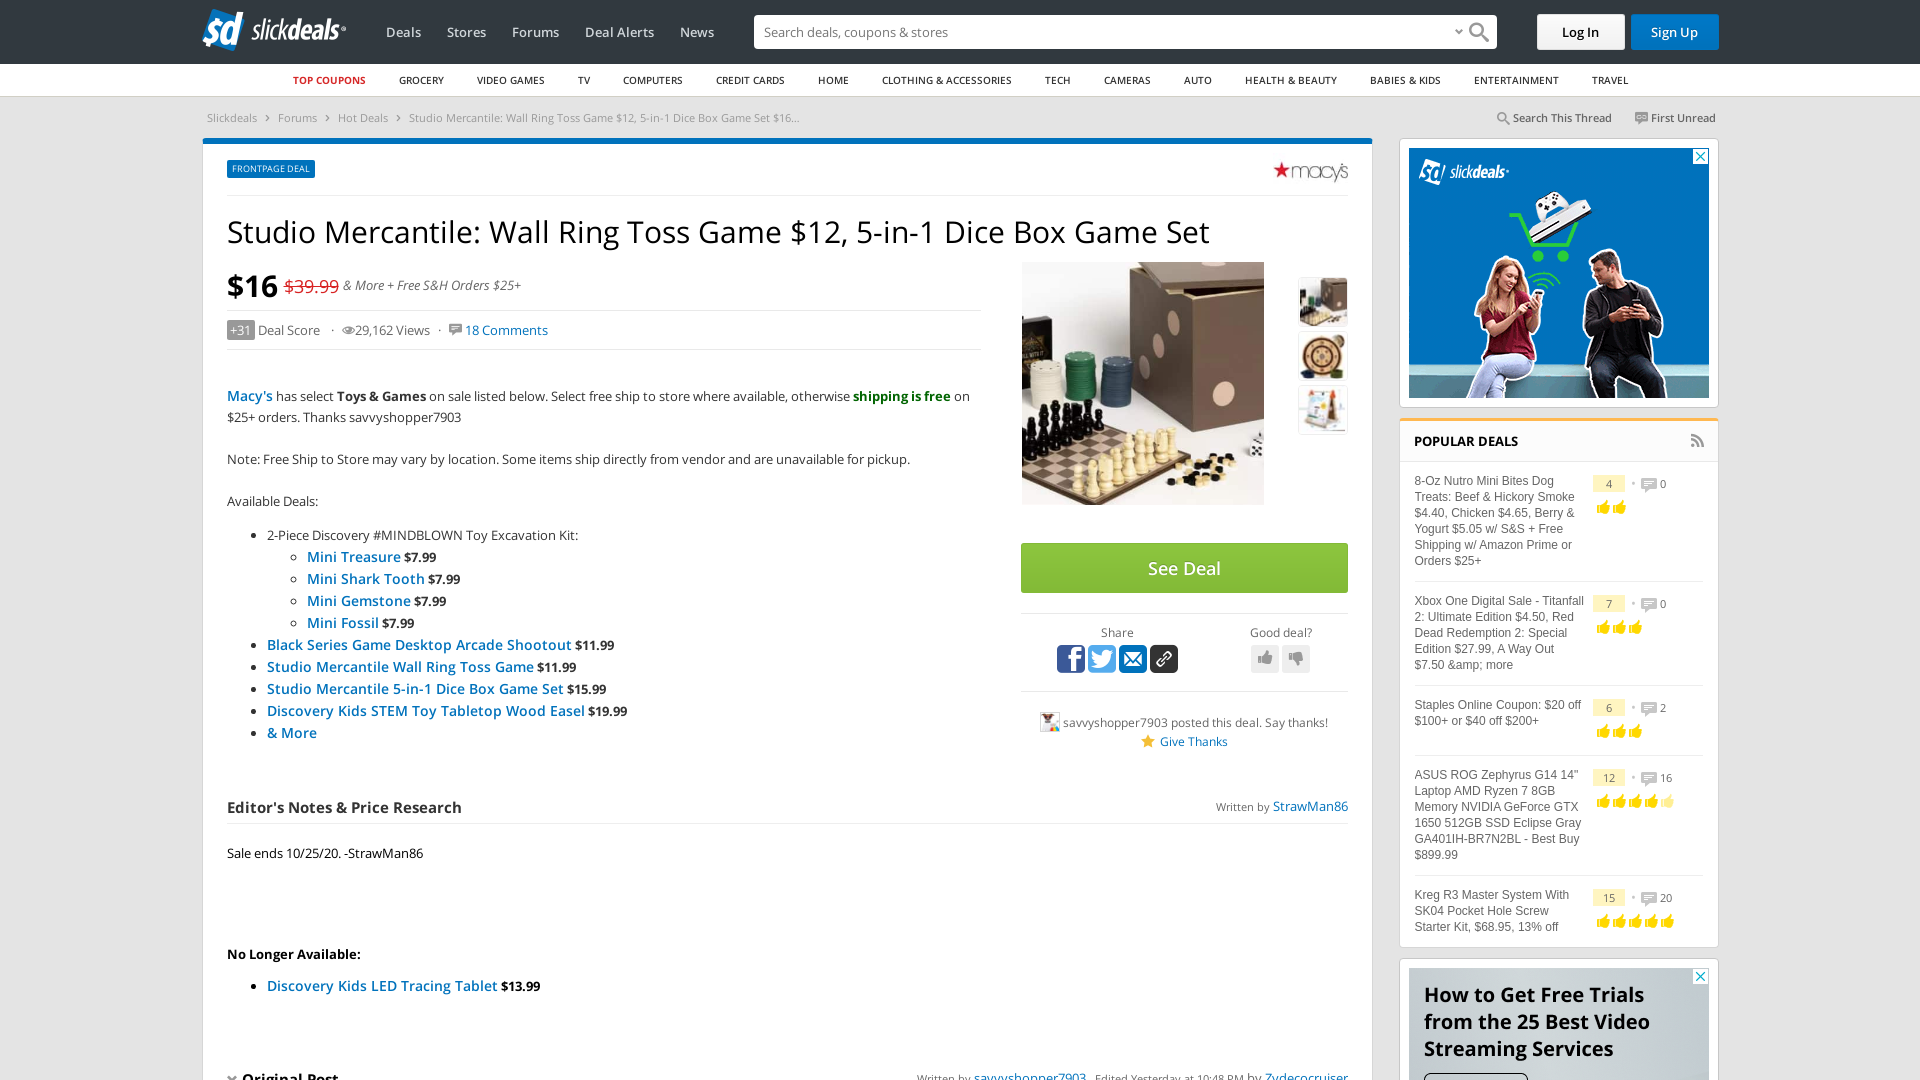 slickdeals
Deals
Stores
Forums
Deal Alerts
News
Search deals, coupons & stores
Log In
Sign Up
TOP COUPONS
GROCERY
VIDEO GAMES
TV
COMPUTERS
CREDIT CARDS
HOME
CLOTHING & ACCESSORIES
TECH
CAMERAS
AUTO
HEALTH & BEAUTY
BABIES & KIDS
ENTERTAINMENT
TRAVEL
Slickdeals › Forums › Hot Deals › Studio Mercantile: Wall Ring Toss Game $12, 5-in-1 Dice Box Game Set $16...
Search This Thread
First Unread
FRONTPAGE DEAL
macy's
Studio Mercantile: Wall Ring Toss Game $12, 5-in-1 Dice Box Game Set
$16 $39.99 & More + Free S&H Orders $25+
+31 Deal Score · 29,162 Views · 18 Comments
Macy's has select Toys & Games on sale listed below. Select free ship to store where available, otherwise shipping is free on
$25+ orders. Thanks savvyshopper7903
Note: Free Ship to Store may vary by location. Some items ship directly from vendor and are unavailable for pickup.
Available Deals:
2-Piece Discovery #MINDBLOWN Toy Excavation Kit:
Mini Treasure $7.99
Mini Shark Tooth $7.99
Mini Gemstone $7.99
Mini Fossil $7.99
Black Series Game Desktop Arcade Shootout $11.99
Studio Mercantile Wall Ring Toss Game $11.99
Studio Mercantile 5-in-1 Dice Box Game Set $15.99
Discovery Kids STEM Toy Tabletop Wood Easel $19.99
& More
See Deal
Share
Good deal?
savvyshopper7903 posted this deal. Say thanks!
Give Thanks
Editor's Notes & Price Research
Written by StrawMan86
Sale ends 10/25/20. -StrawMan86
No Longer Available:
Discovery Kids LED Tracing Tablet $13.99
Original Post
Written by savvyshopper7903
Edited Yesterday at 10:48 PM by Zydecocruiser
sd slickdeals
POPULAR DEALS
8-Oz Nutro Mini Bites Dog
Treats: Beef & Hickory Smoke
$4.40, Chicken $4.65, Berry &
Yogurt $5.05 w/ S&S + Free
Shipping w/ Amazon Prime or
Orders $25+
4 • 0
Xbox One Digital Sale - Titanfall
2: Ultimate Edition $4.50, Red
Dead Redemption 2: Special
Edition $27.99, A Way Out
$7.50 &amp; more
7 • 0
Staples Online Coupon: $20 off
$100+ or $40 off $200+
6 • 2
ASUS ROG Zephyrus G14 14"
Laptop AMD Ryzen 7 8GB
Memory NVIDIA GeForce GTX
1650 512GB SSD Eclipse Gray
GA401IH-BR7N2BL - Best Buy
$899.99
12 • 16
Kreg R3 Master System With
SK04 Pocket Hole Screw
Starter Kit, $68.95, 13% off
15 • 20
How to Get Free Trials
from the 25 Best Video
Streaming Services